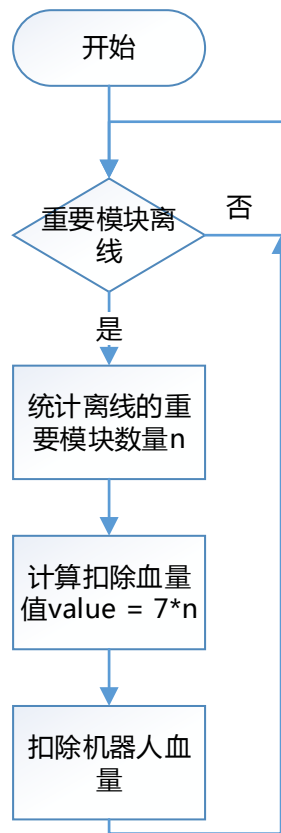 开始
重要模块离
线
否
是
统计离线的重
要模块数量n
计算扣除血量
值value = 7*n
扣除机器人血
量